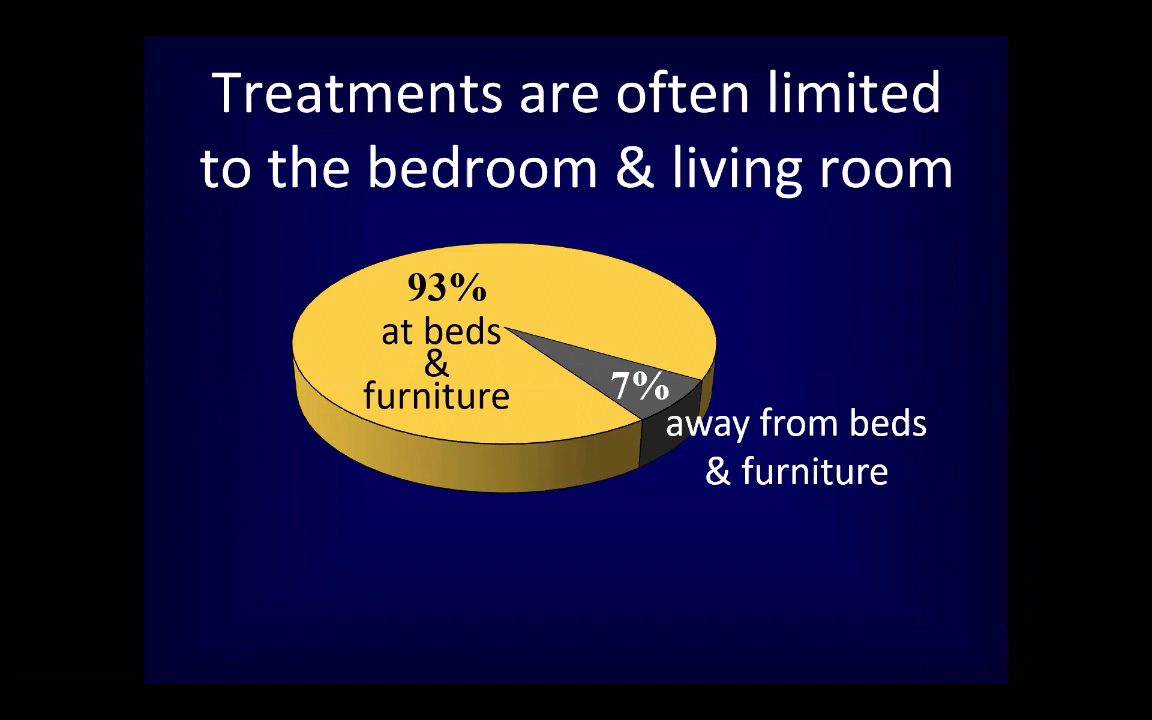 Treatments are often limited
to the bedroom & living room
93%
at beds
&
furniture
7%
away from beds
& furniture